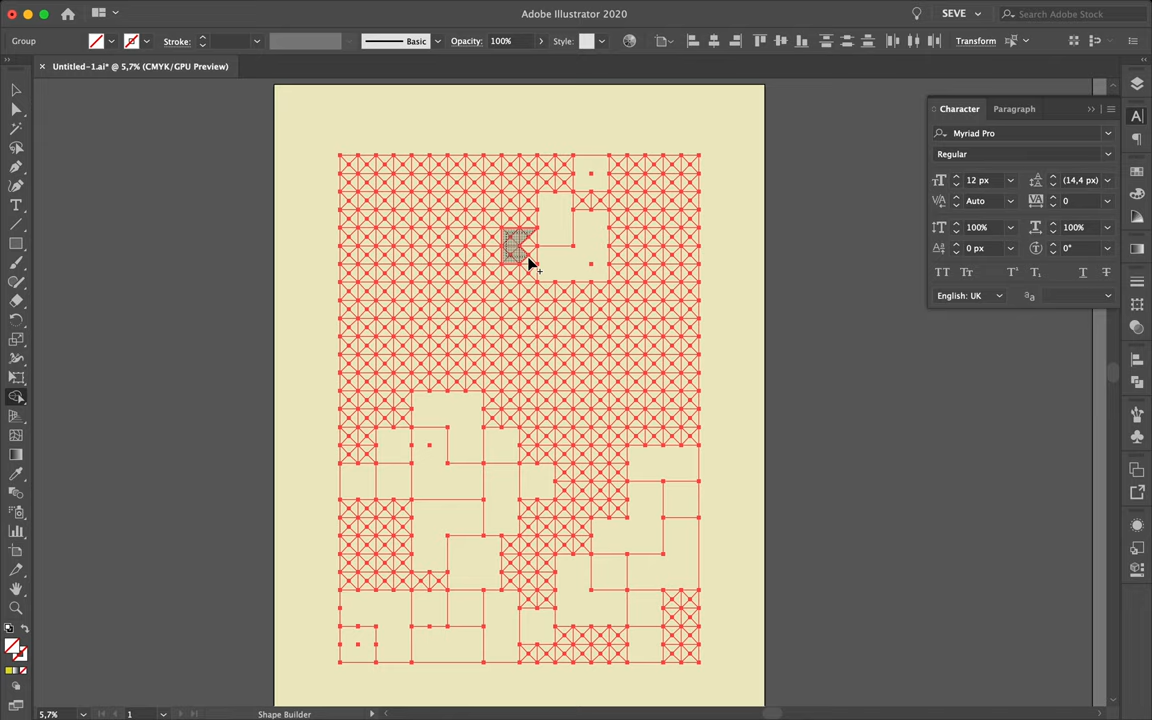 Adobe Illustrator 2020
SEVE
Search Adobe Stock
Group
Stroke:
Basic
Opacity:
100%
Style:
Transform
Untitled-1.ai* @ 5,7% (CMYK/GPU Preview)
Character
Paragraph
Myriad Pro
Regular
12 px
(14,4 px)
Auto
0
100%
100%
0 px
0°
English: UK
5,7%
1
Shape Builder